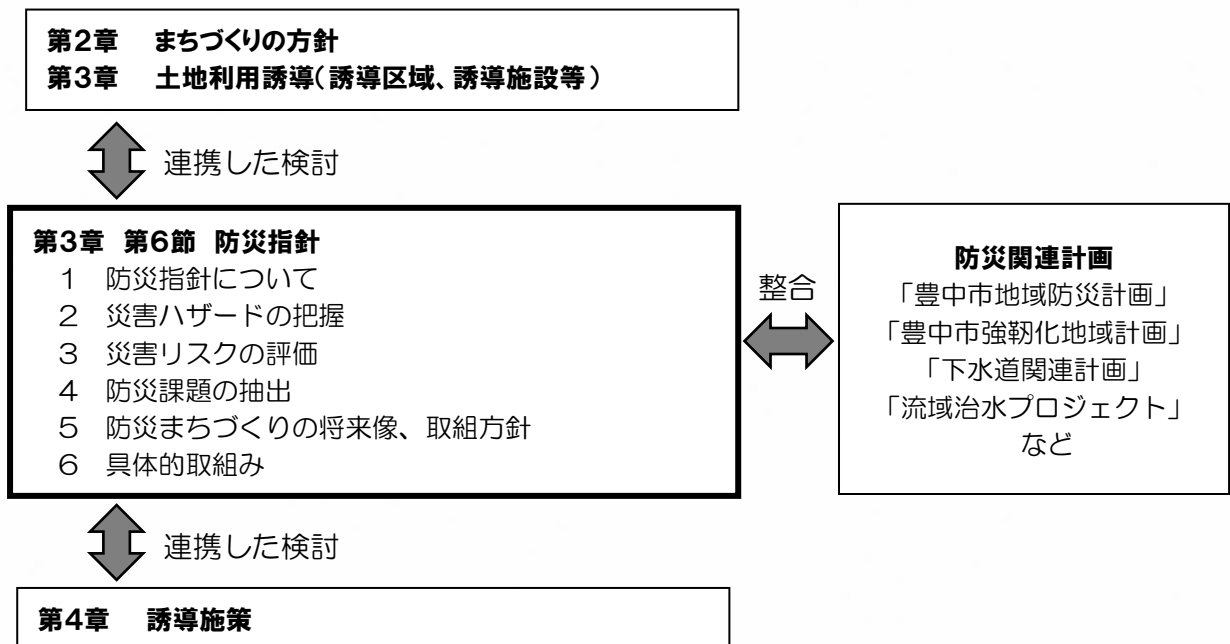 第2章 まちづくりの方針
第3章 土地利用誘導(誘導区域、誘導施設等)
連携した検討
第3章 第6節 防災指針
1 防災指針について
2 災害ハザードの把握
3 災害リスクの評価
4 防災課題の抽出
5 防災まちづくりの将来像、取組方針
6 具体的取組み
整合
防災関連計画
「豊中市地域防災計画」
「豊中市強靭化地域計画」
「下水道関連計画」
「流域治水プロジェクト」
など
連携した検討
第4章 誘導施策